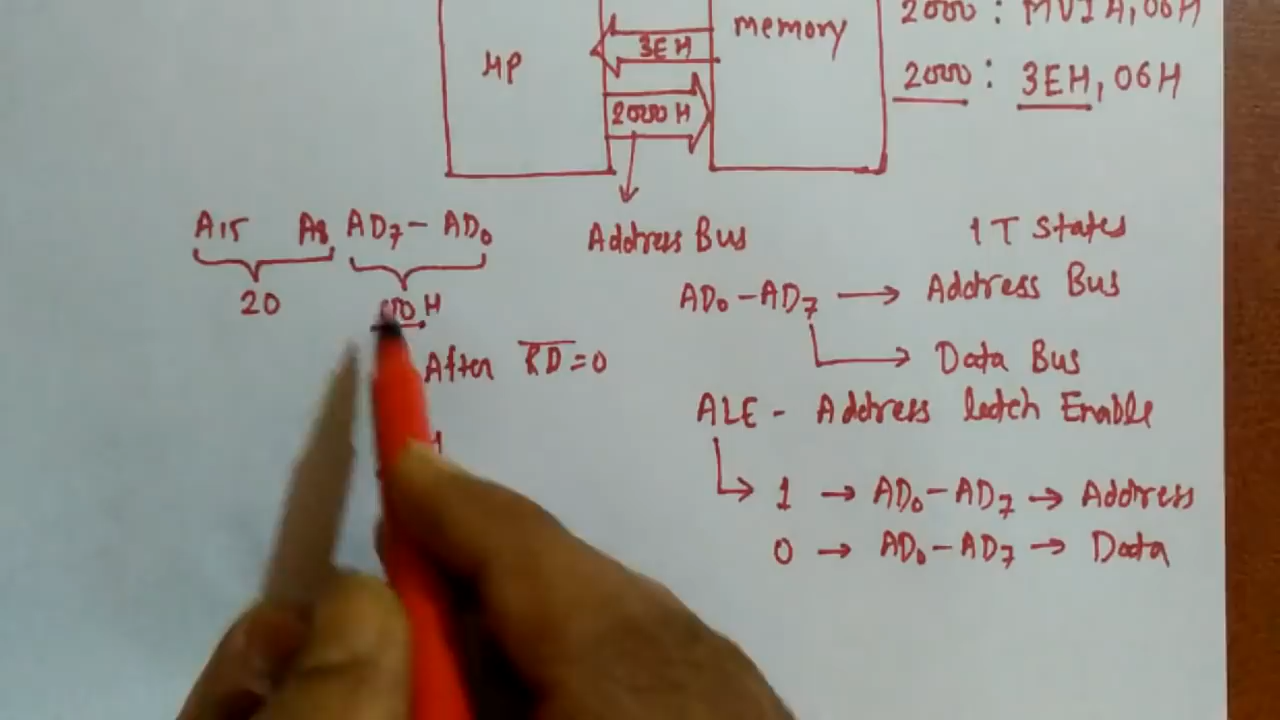 2000 : MVI A, 06H
memory
3EH
μP
2000 : 3EH, 06H
2000 H
A15 A8 AD7 - AD0
Address Bus
1 T States
20
00 H
AD0 - AD7 → Address Bus
Data Bus
After RD = 0
ALE - Address latch Enable
1 → AD0 - AD7 → Address
0 → AD0 - AD7 → Data